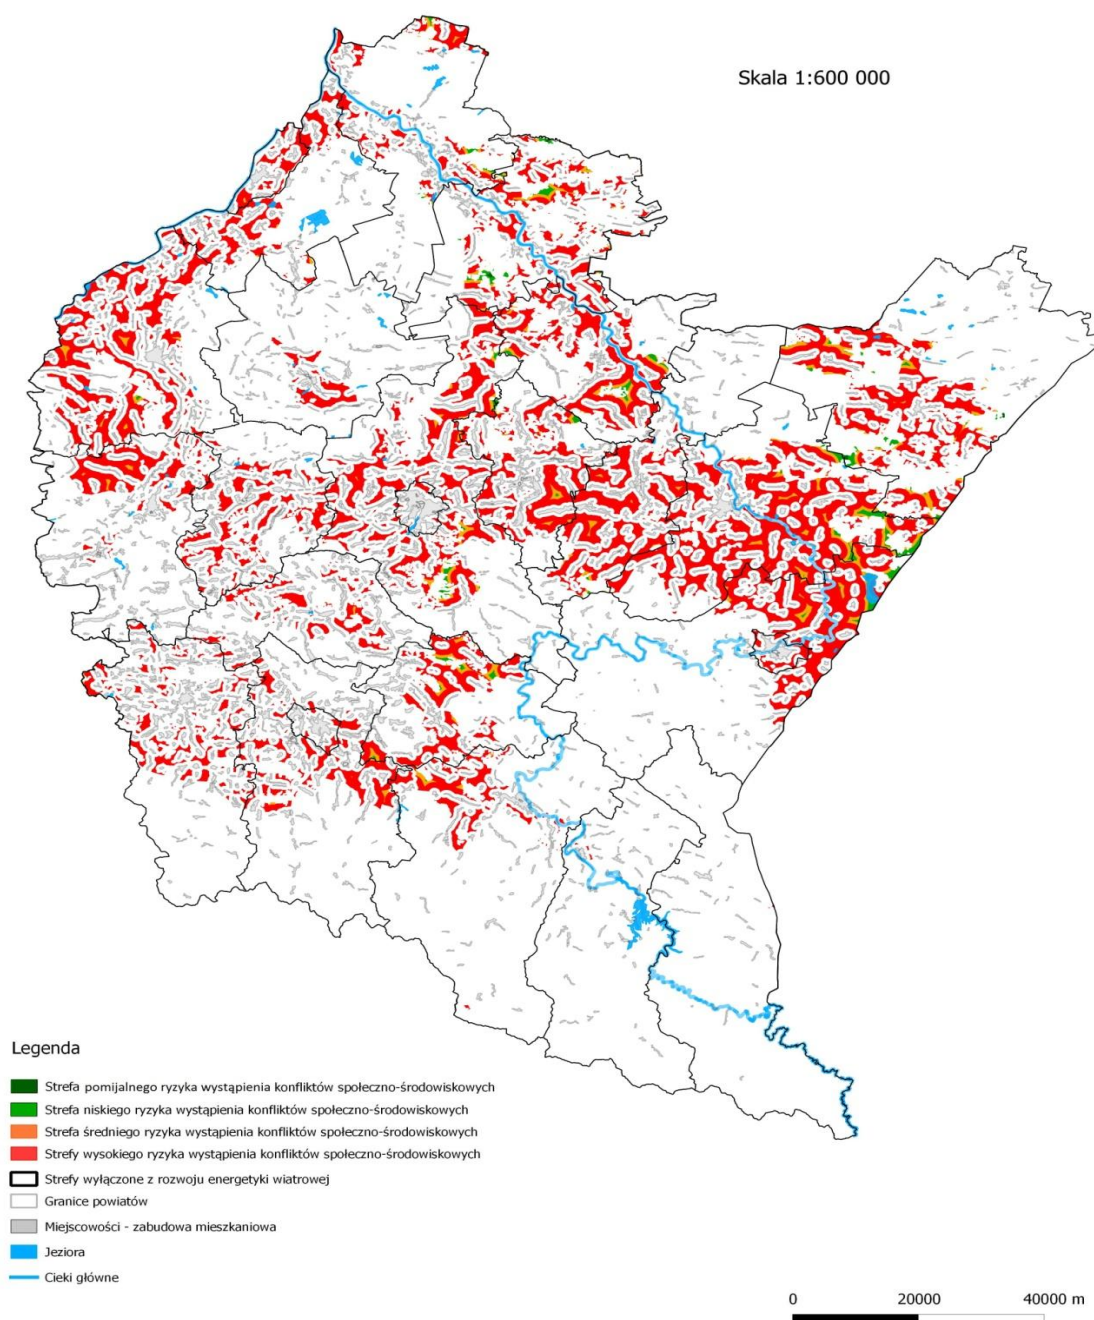 Skala 1:600 000
Legenda
Strefa pomijalnego ryzyka wystąpienia konfliktów społeczno-środowiskowych
Strefa niskiego ryzyka wystąpienia konfliktów społeczno-środowiskowych
Strefa średniego ryzyka wystąpienia konfliktów społeczno-środowiskowych
Strefy wysokiego ryzyka wystąpienia konfliktów społeczno-środowiskowych
Strefy wyłączone z rozwoju energetyki wiatrowej
Granice powiatów
Miejscowości - zabudowa mieszkaniowa
Jeziora
Cieki główne
0 20000 40000 m